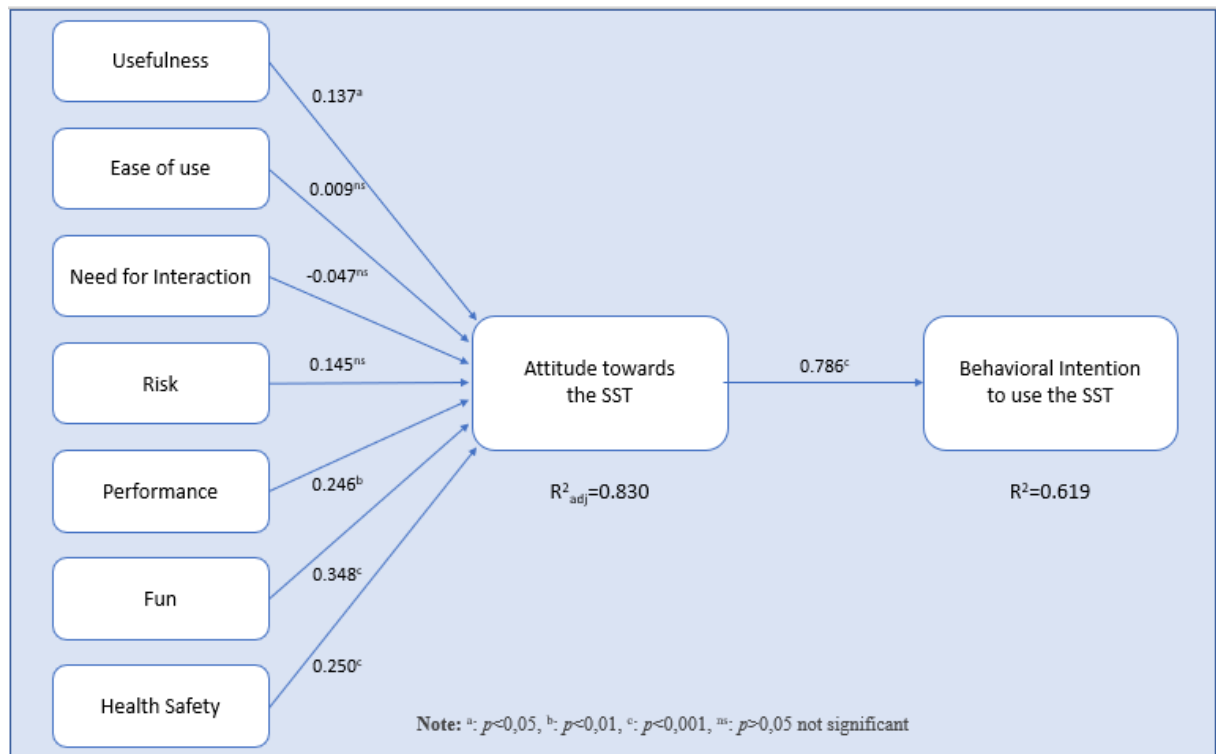 Usefulness
0.137ᵃ
Ease of use
0.009ⁿˢ
Need for Interaction
-0.047ⁿˢ
Risk
0.145ⁿˢ
Performance
0.246ᵇ
Fun
0.348ᶜ
Health Safety
0.250ᶜ
Attitude towards
the SST
R²adj=0.830
0.786ᶜ
Behavioral Intention
to use the SST
R²=0.619
Note: ᵃ: p<0,05, ᵇ: p<0,01, ᶜ: p<0,001, ⁿˢ: p>0,05 not significant